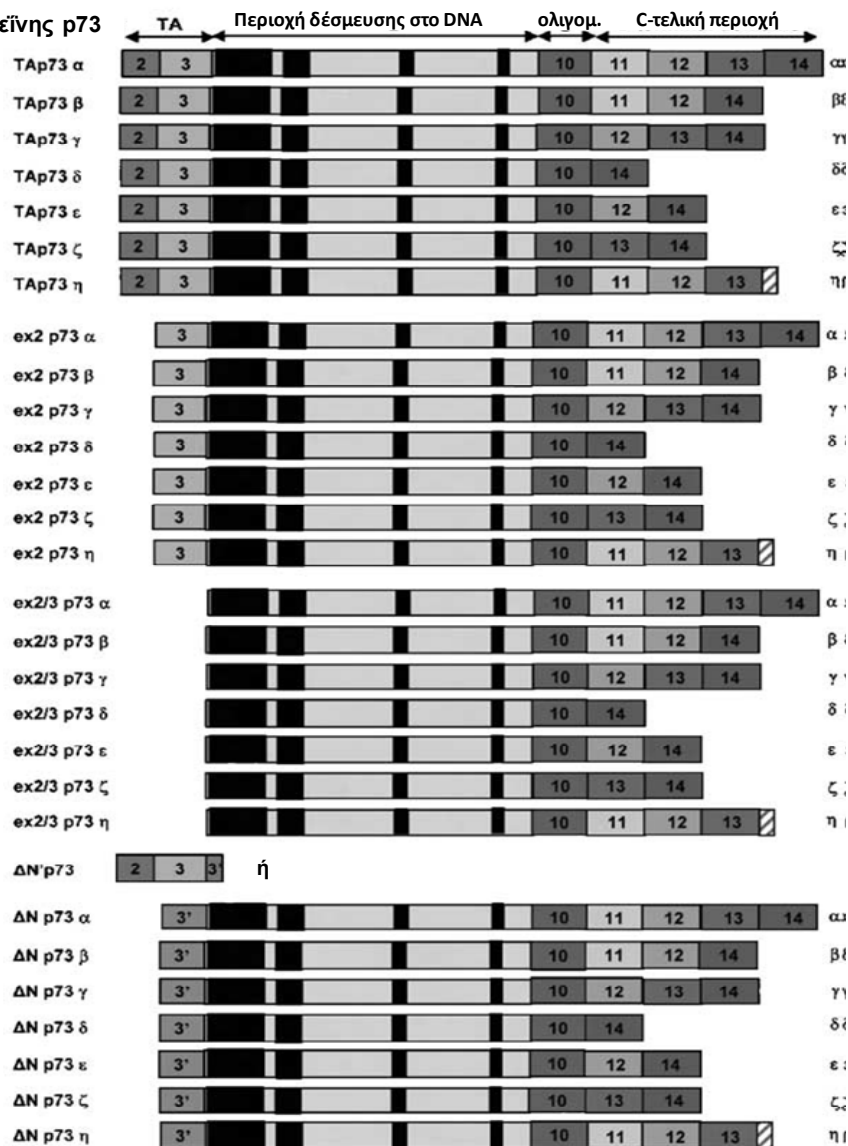 εΐνης p73
TA Περιοχή δέσμευσης στο DNA ολιγομ. C-τελική περιοχή
TAp73 α 2 3 10 11 12 13 14
TAp73 β 2 3 10 11 12 14
TAp73 γ 2 3 10 12 13 14
TAp73 δ 2 3 10 14
TAp73 ε 2 3 10 12 14
TAp73 ζ 2 3 10 13 14
TAp73 η 2 3 10 11 12 13
ex2 p73 α 3 10 11 12 13 14 α
ex2 p73 β 3 10 11 12 14 β
ex2 p73 γ 3 10 12 13 14 γ
ex2 p73 δ 3 10 14 δ
ex2 p73 ε 3 10 12 14 ε
ex2 p73 ζ 3 10 13 14 ζ
ex2 p73 η 3 10 11 12 13 η
ex2/3 p73 α 10 11 12 13 14 α
ex2/3 p73 β 10 11 12 14 β
ex2/3 p73 γ 10 12 13 14 γ
ex2/3 p73 δ 10 14 δ
ex2/3 p73 ε 10 12 14 ε
ex2/3 p73 ζ 10 13 14 ζ
ex2/3 p73 η 10 11 12 13 η
ΔN'p73 2 3 3' ή
ΔN p73 α 3' 10 11 12 13 14
ΔN p73 β 3' 10 11 12 14
ΔN p73 γ 3' 10 12 13 14
ΔN p73 δ 3' 10 14
ΔN p73 ε 3' 10 12 14
ΔN p73 ζ 3' 10 13 14
ΔN p73 η 3' 10 11 12 13